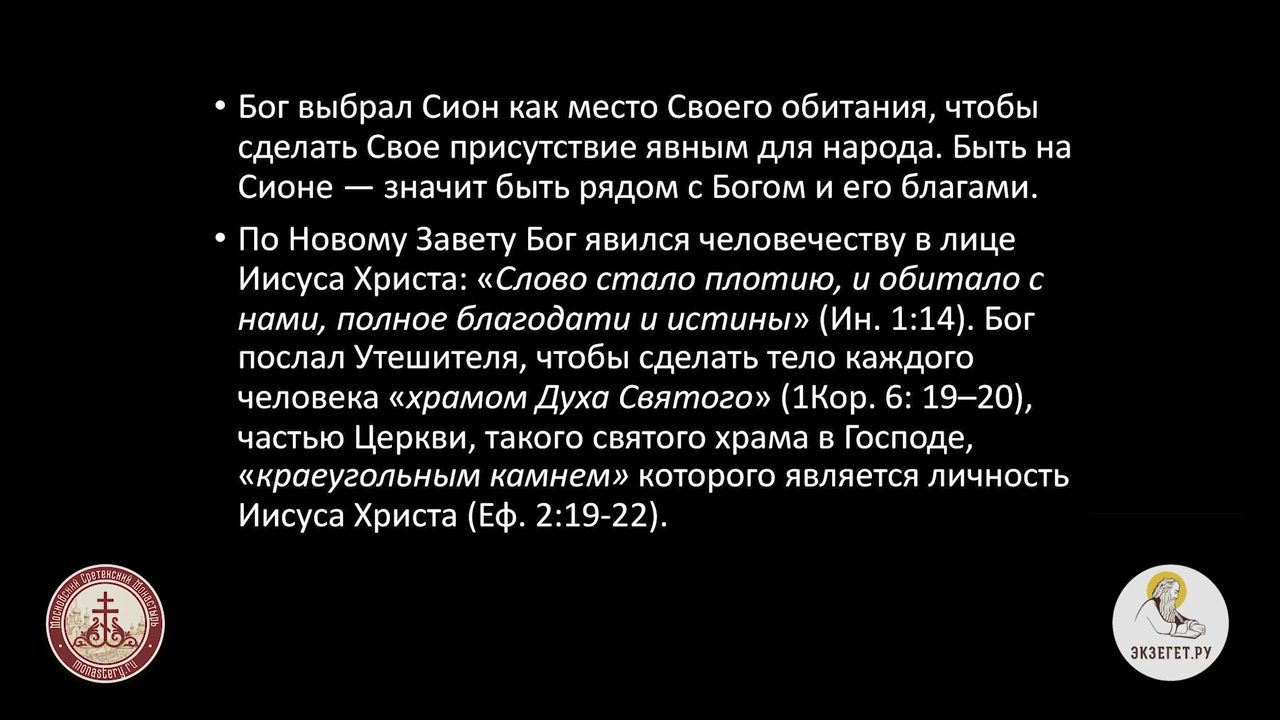 • Бог выбрал Сион как место Своего обитания, чтобы
сделать Свое присутствие явным для народа. Быть на
Сионе — значит быть рядом с Богом и его благами.
• По Новому Завету Бог явился человечеству в лице
Иисуса Христа: «Слово стало плотию, и обитало с
нами, полное благодати и истины» (Ин. 1:14). Бог
послал Утешителя, чтобы сделать тело каждого
человека «храмом Духа Святого» (1Кор. 6: 19–20),
частью Церкви, такого святого храма в Господе,
«краеугольным камнем» которого является личность
Иисуса Христа (Еф. 2:19-22).
Московский Сретенский Монастырь
monastery.ru
ЭКЗЕГЕТ.РУ